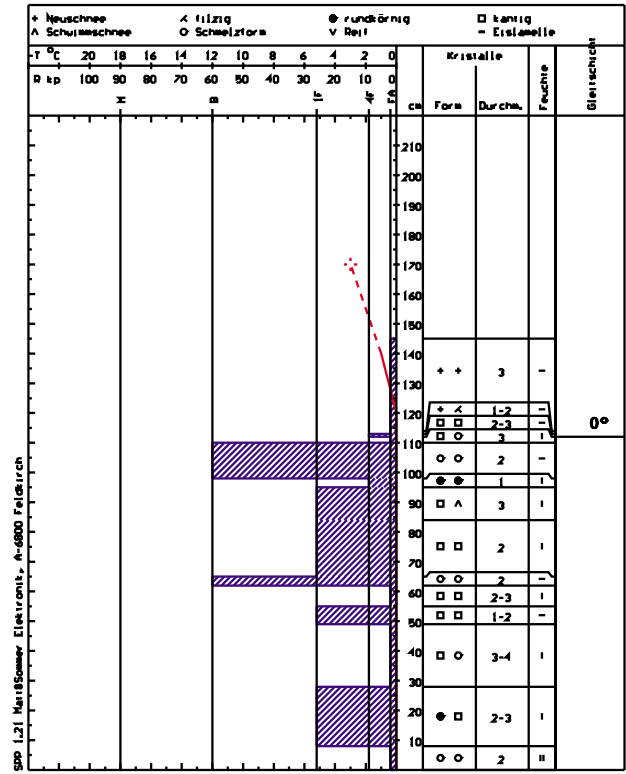 + Neuschnee ⋌ filzig ● rundkörnig □ kantig
∧ Schwimmschnee ○ Schmelzform ∨ Reif – Eislamelle
-T °C 20 18 16 14 12 10 8 6 4 2 0 Kristalle Feuchte Gleitschicht
R kp 100 90 80 70 60 50 40 30 20 10 0
M B 1F 4F FA cm Form Durchm.
210
200
190
180
170
160
150
140
+ + 3 –
130
120 + ⋌ 1-2 –
□ □ 2-3 – 0°
110 □ ○ 3 ı
○ ○ 2 –
100
● ● 1 ı
90 □ ∧ 3 ı
80
□ □ 2 ı
70
○ ○ 2 –
60 □ □ 2-3 ı
50 □ □ 1-2 –
40 □ ○ 3-4 ı
30
20 ● □ 2-3 ı
10
○ ○ 2 ıı
SPP 1.21 Matt&Sommer Elektronik, A-6800 Feldkirch